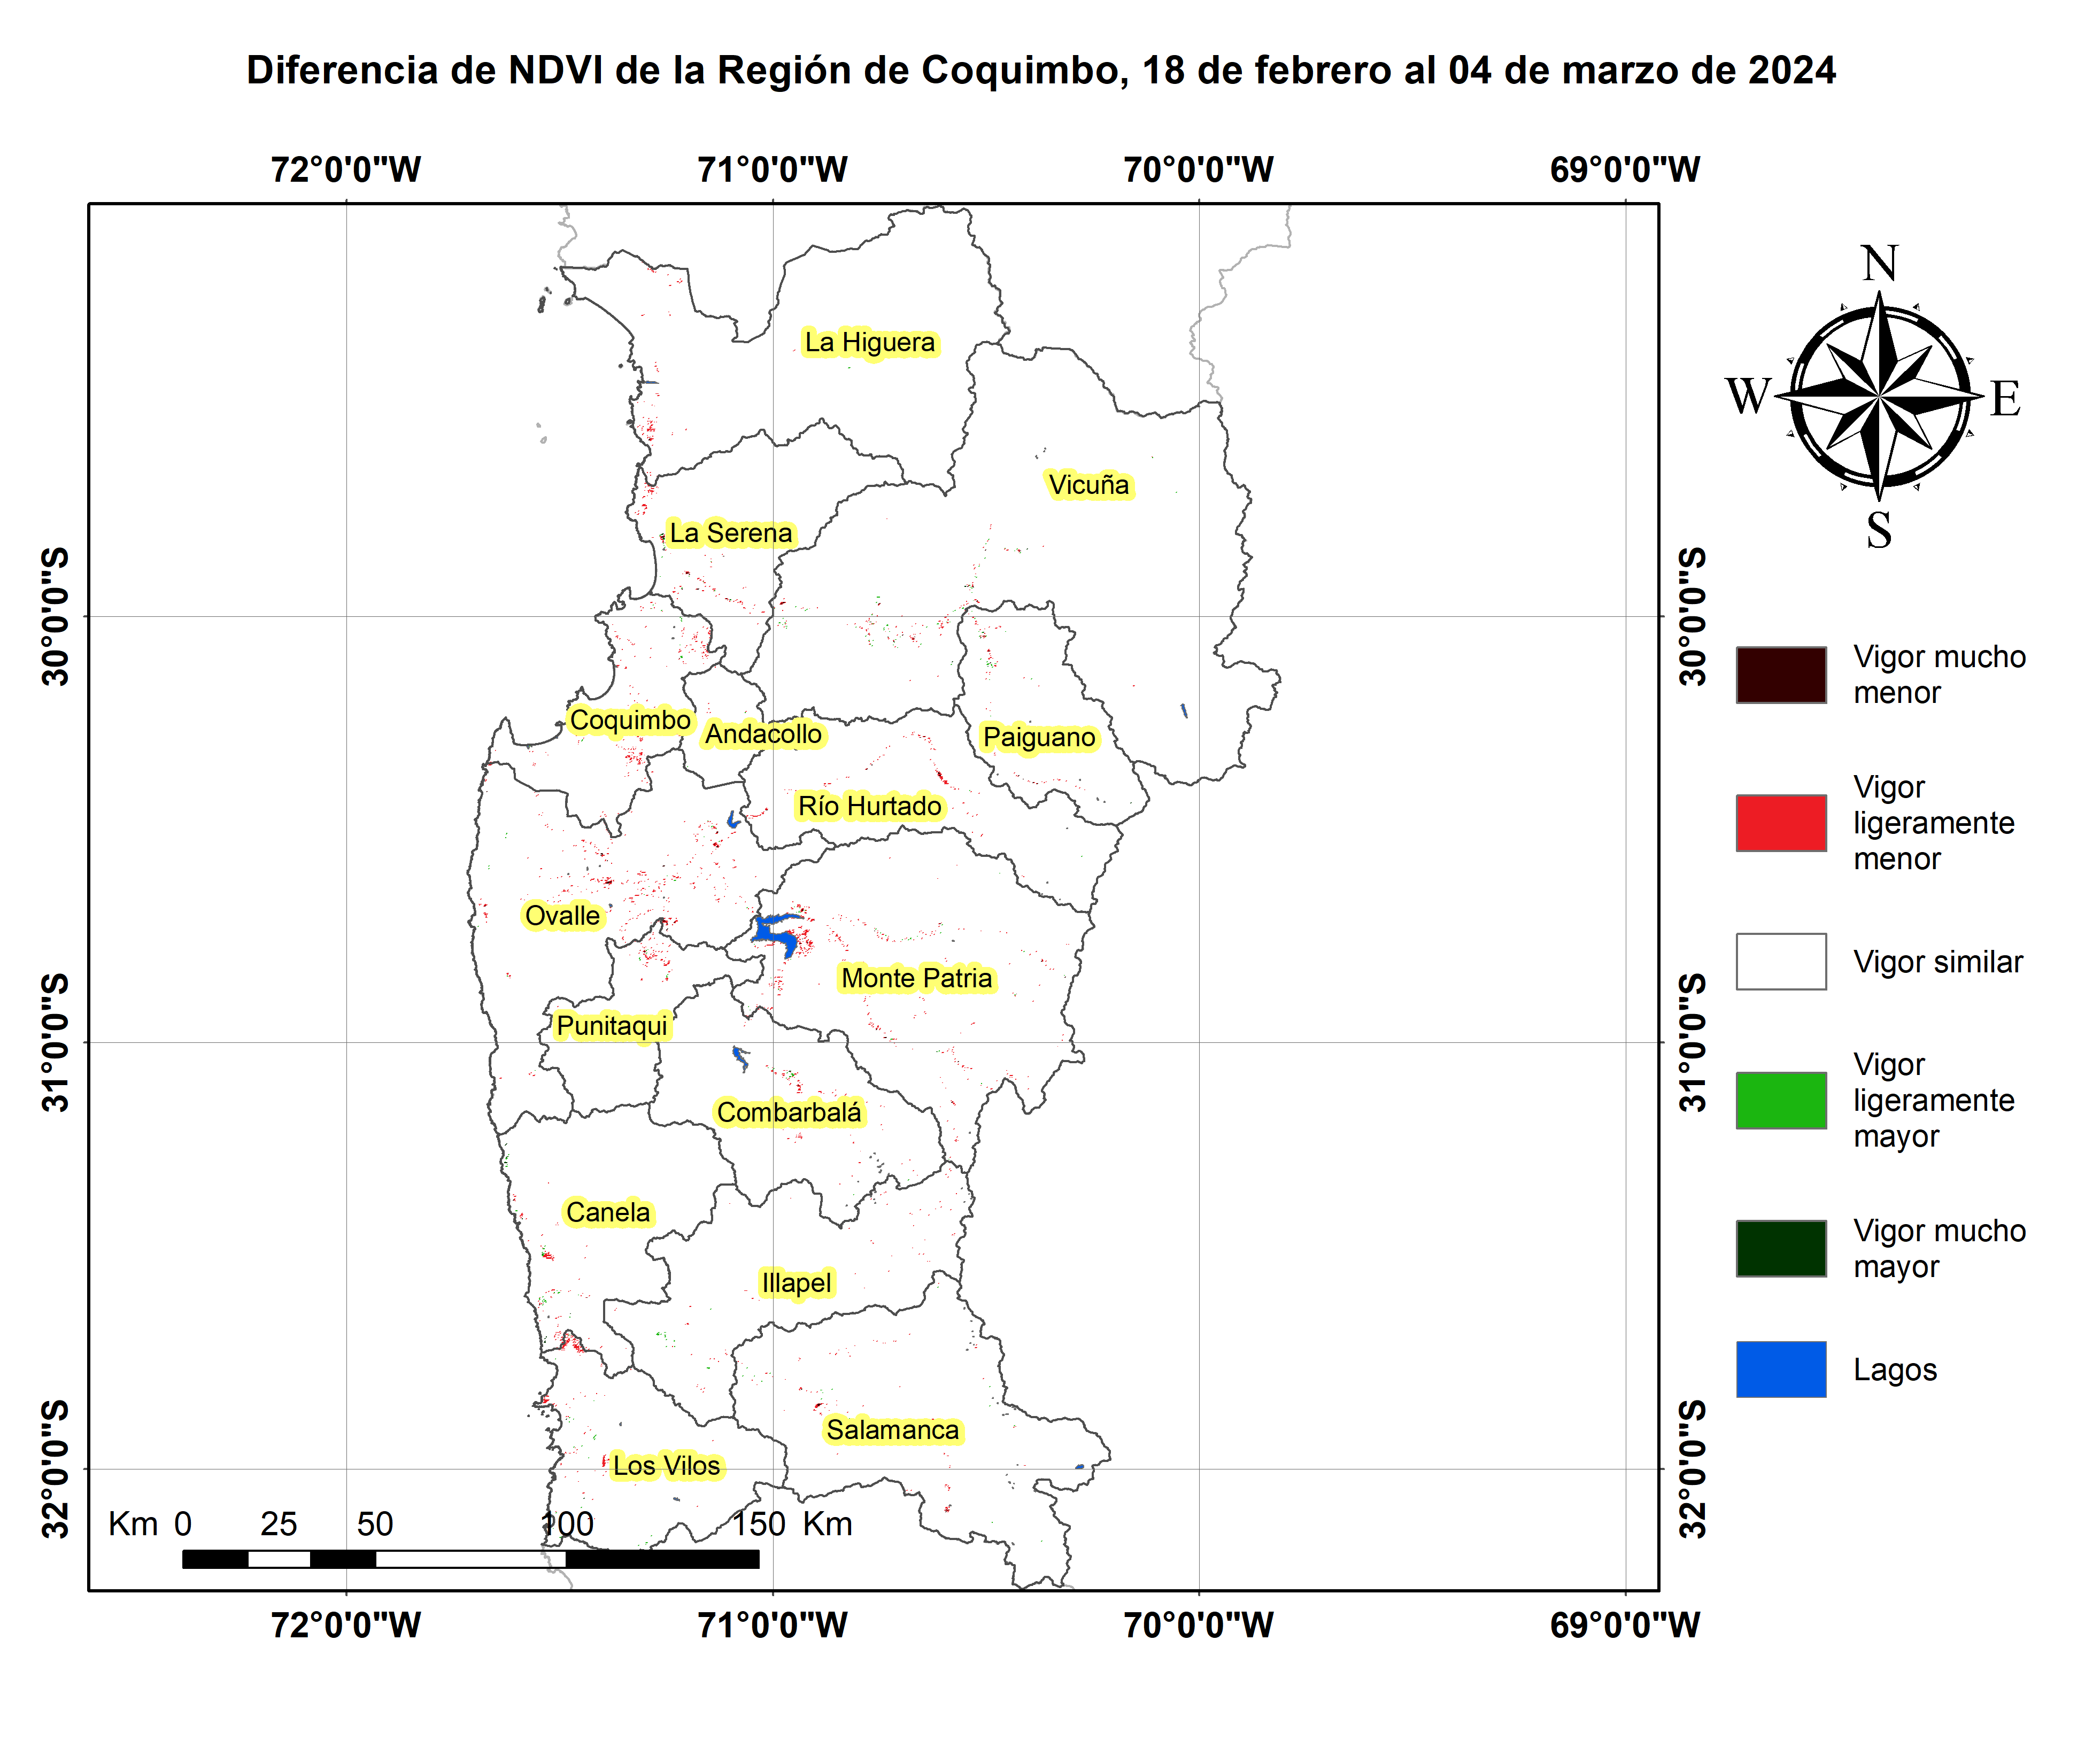 Diferencia de NDVI de la Región de Coquimbo, 18 de febrero al 04 de marzo de 2024
72°0'0"W
71°0'0"W
70°0'0"W
69°0'0"W
N
W
E
S
La Higuera
Vicuña
La Serena
30°0'0"S
30°0'0"S
Coquimbo
Andacollo
Paiguano
Río Hurtado
Ovalle
Monte Patria
Punitaqui
31°0'0"S
31°0'0"S
Combarbalá
Canela
Illapel
Salamanca
Los Vilos
32°0'0"S
32°0'0"S
Km 0 25 50 100 150 Km
72°0'0"W
71°0'0"W
70°0'0"W
69°0'0"W
Vigor mucho
menor
Vigor
ligeramente
menor
Vigor similar
Vigor
ligeramente
mayor
Vigor mucho
mayor
Lagos